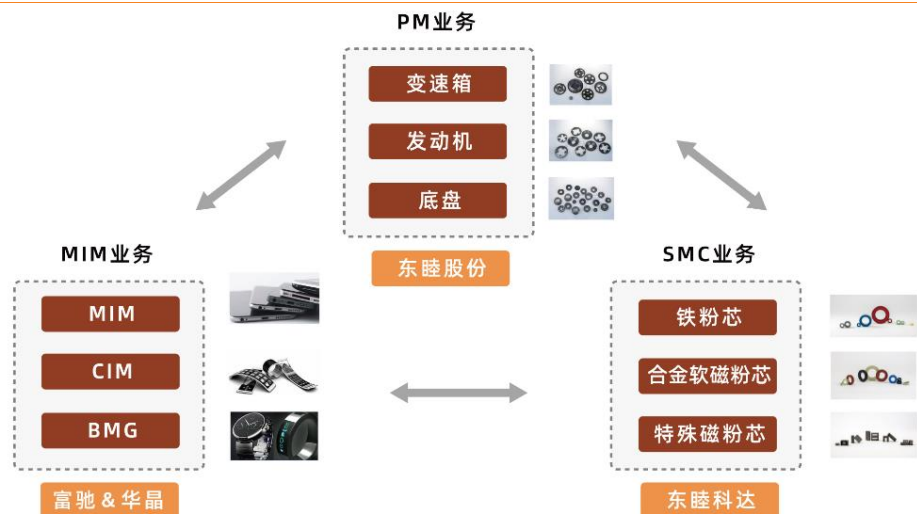 PM业务
变速箱
发动机
底盘
东睦股份
MIM业务
MIM
CIM
BMG
富驰&华晶
SMC业务
铁粉芯
合金软磁粉芯
特殊磁粉芯
东睦科达